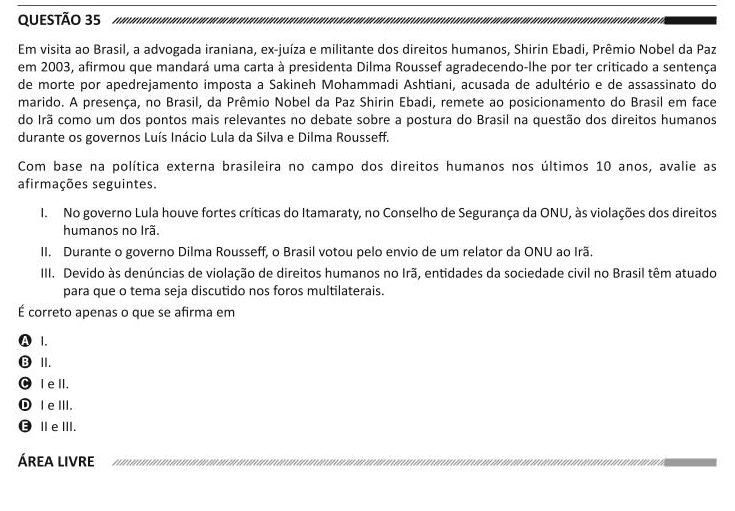 QUESTÃO 35
Em visita ao Brasil, a advogada iraniana, ex-juíza e militante dos direitos humanos, Shirin Ebadi, Prêmio Nobel da Paz
em 2003, afirmou que mandará uma carta à presidenta Dilma Roussef agradecendo-lhe por ter criticado a sentença
de morte por apedrejamento imposta a Sakineh Mohammadi Ashtiani, acusada de adultério e de assassinato do
marido. A presença, no Brasil, da Prêmio Nobel da Paz Shirin Ebadi, remete ao posicionamento do Brasil em face
do Irã como um dos pontos mais relevantes no debate sobre a postura do Brasil na questão dos direitos humanos
durante os governos Luís Inácio Lula da Silva e Dilma Rousseff.
Com base na política externa brasileira no campo dos direitos humanos nos últimos 10 anos, avalie as
afirmações seguintes.
I. No governo Lula houve fortes críticas do Itamaraty, no Conselho de Segurança da ONU, às violações dos direitos
humanos no Irã.
II. Durante o governo Dilma Rousseff, o Brasil votou pelo envio de um relator da ONU ao Irã.
III. Devido às denúncias de violação de direitos humanos no Irã, entidades da sociedade civil no Brasil têm atuado
para que o tema seja discutido nos foros multilaterais.
É correto apenas o que se afirma em
A I.
B II.
C I e II.
D I e III.
E II e III.
ÁREA LIVRE